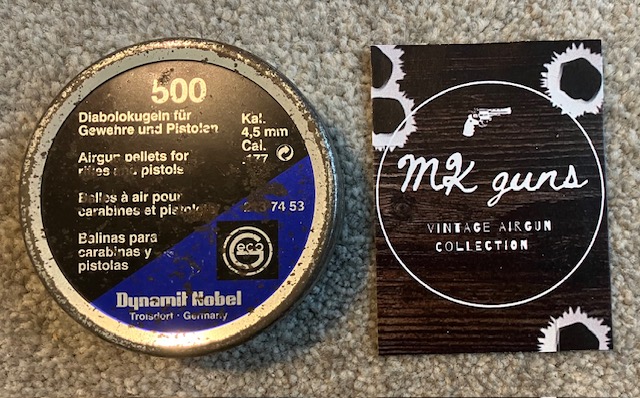 500
Diabolokugeln für
Gewehre und Pistolen
Kal.
4,5 mm
Cal.
.177
Airgun pellets for
rifles and pistols
Balles à air pour
carabines et pistolets
7 53
Balinas para
carabinas y
pistolas
Geco
Dynamit Nobel
Troisdorf · Germany
MK guns
VINTAGE AIRGUN
COLLECTION